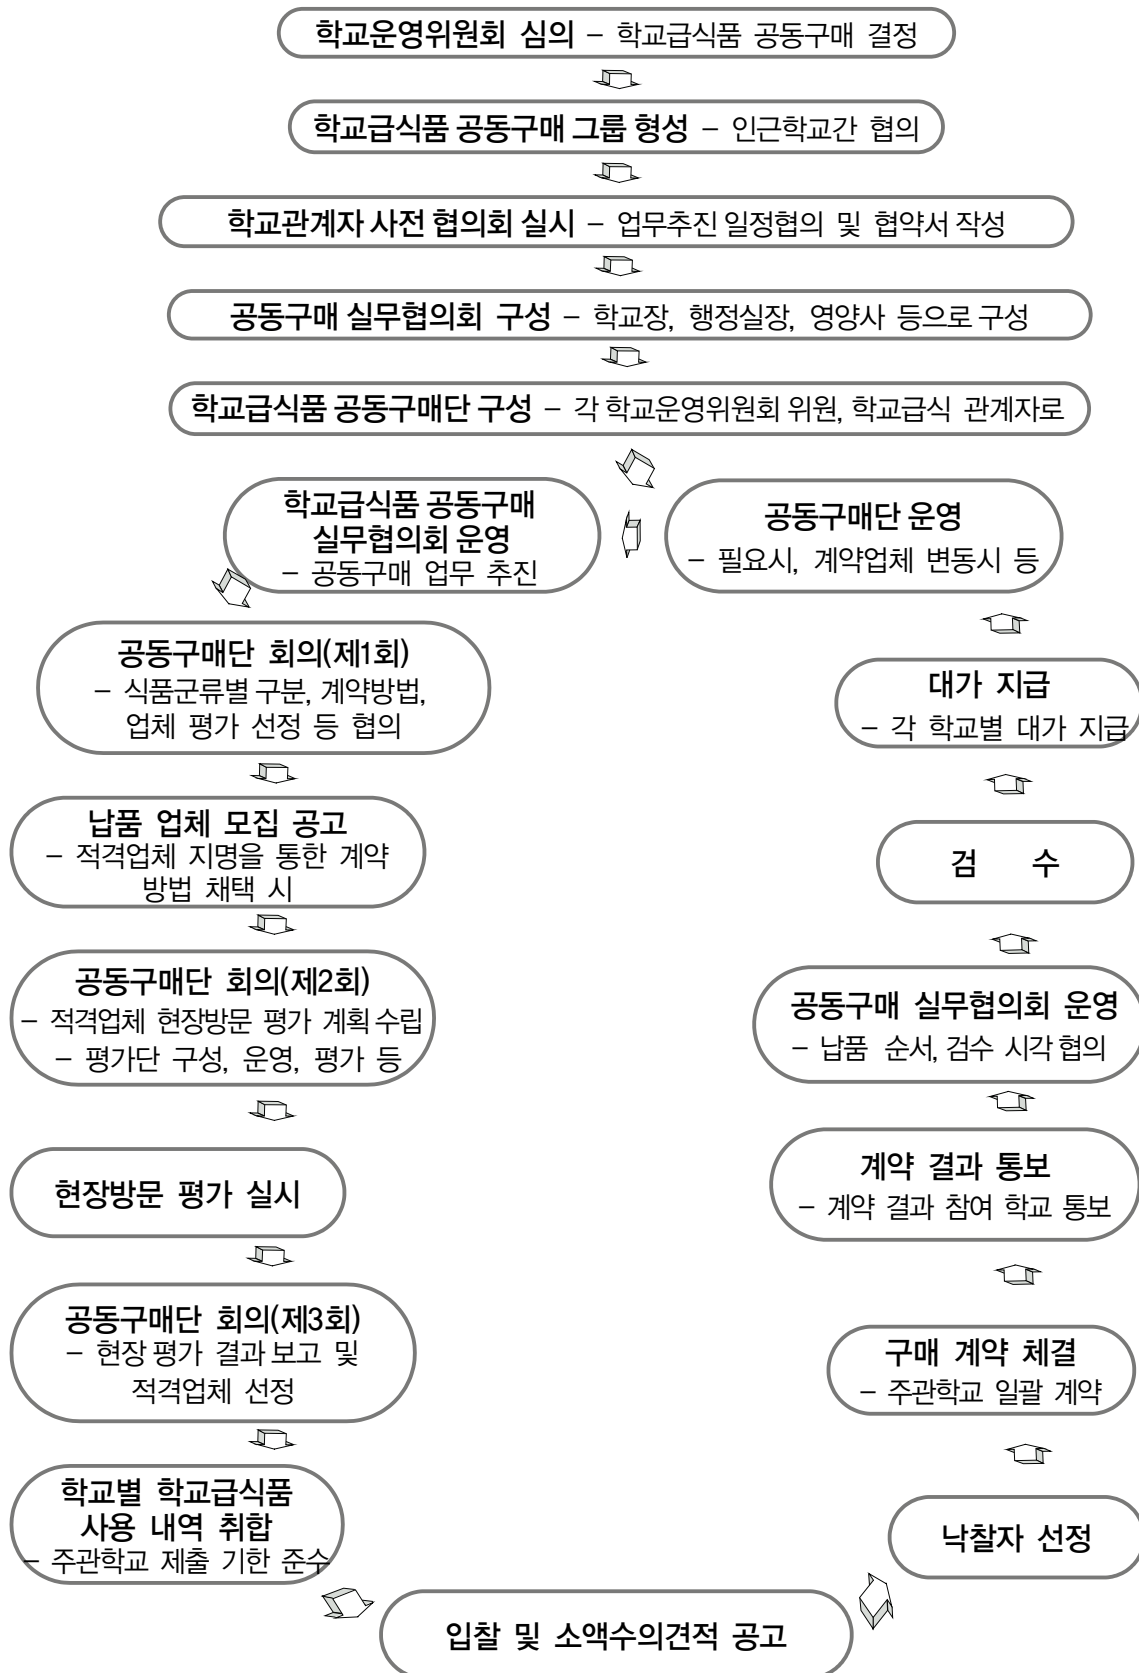 학교운영위원회 심의 – 학교급식품 공동구매 결정
학교급식품 공동구매 그룹 형성 – 인근학교간 협의
학교관계자 사전 협의회 실시 – 업무추진 일정협의 및 협약서 작성
공동구매 실무협의회 구성 – 학교장, 행정실장, 영양사 등으로 구성
학교급식품 공동구매단 구성 – 각 학교운영위원회 위원, 학교급식 관계자로
학교급식품 공동구매
실무협의회 운영
– 공동구매 업무 추진
공동구매단 운영
– 필요시, 계약업체 변동시 등
공동구매단 회의(제1회)
– 식품군류별 구분, 계약방법,
업체 평가 선정 등 협의
납품 업체 모집 공고
– 적격업체 지명을 통한 계약
방법 채택 시
공동구매단 회의(제2회)
– 적격업체 현장방문 평가 계획 수립
– 평가단 구성, 운영, 평가 등
현장방문 평가 실시
공동구매단 회의(제3회)
– 현장 평가 결과 보고 및
적격업체 선정
학교별 학교급식품
사용 내역 취합
– 주관학교 제출 기한 준수
입찰 및 소액수의견적 공고
낙찰자 선정
구매 계약 체결
– 주관학교 일괄 계약
계약 결과 통보
– 계약 결과 참여 학교 통보
공동구매 실무협의회 운영
– 납품 순서, 검수 시각 협의
검 수
대가 지급
– 각 학교별 대가 지급